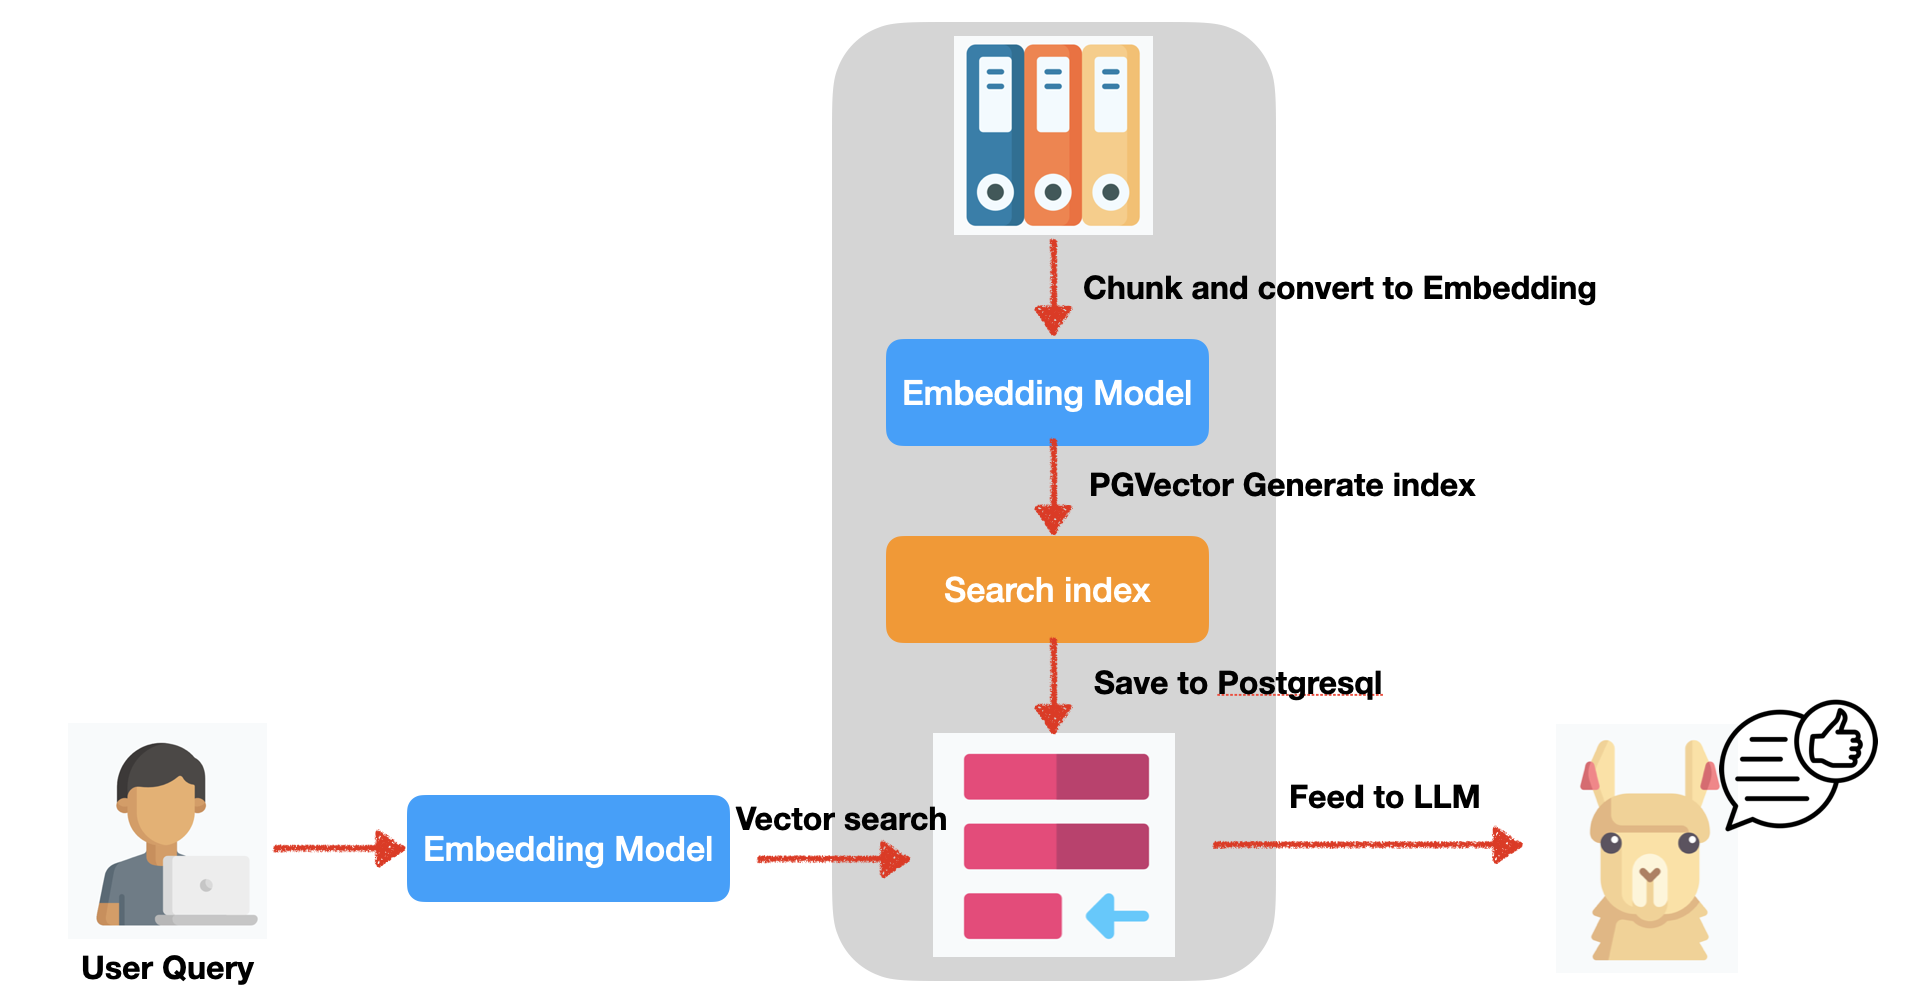 Chunk and convert to Embedding
Embedding Model
PGVector Generate index
Search index
Save to Postgresql
Embedding Model
Vector search
Feed to LLM
User Query